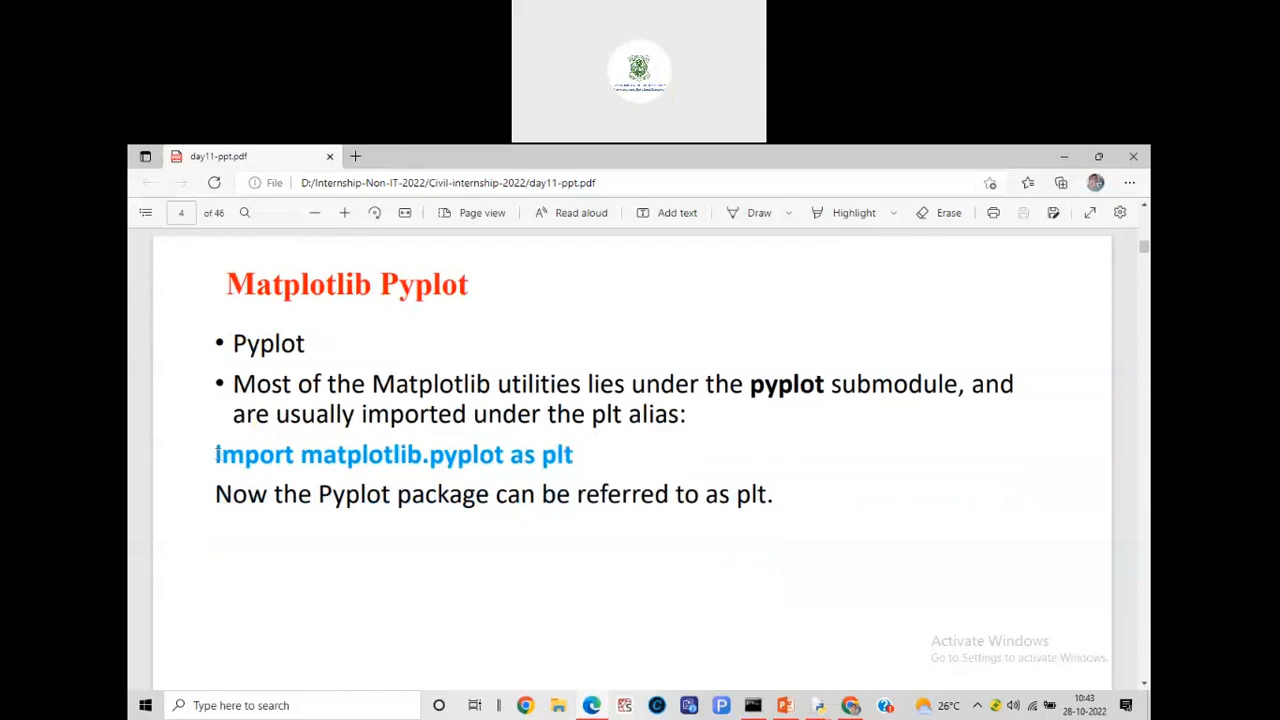 day11-ppt.pdf
File D:/Internship-Non-IT-2022/Civil-internship-2022/day11-ppt.pdf
4 of 46 Page view Read aloud Add text Draw Highlight Erase
Matplotlib Pyplot
• Pyplot
• Most of the Matplotlib utilities lies under the pyplot submodule, and
are usually imported under the plt alias:
Import matplotlib.pyplot as plt
Now the Pyplot package can be referred to as plt.
Activate Windows
Go to Settings to activate Windows.
Type here to search
26°C
10:43
28-10-2022